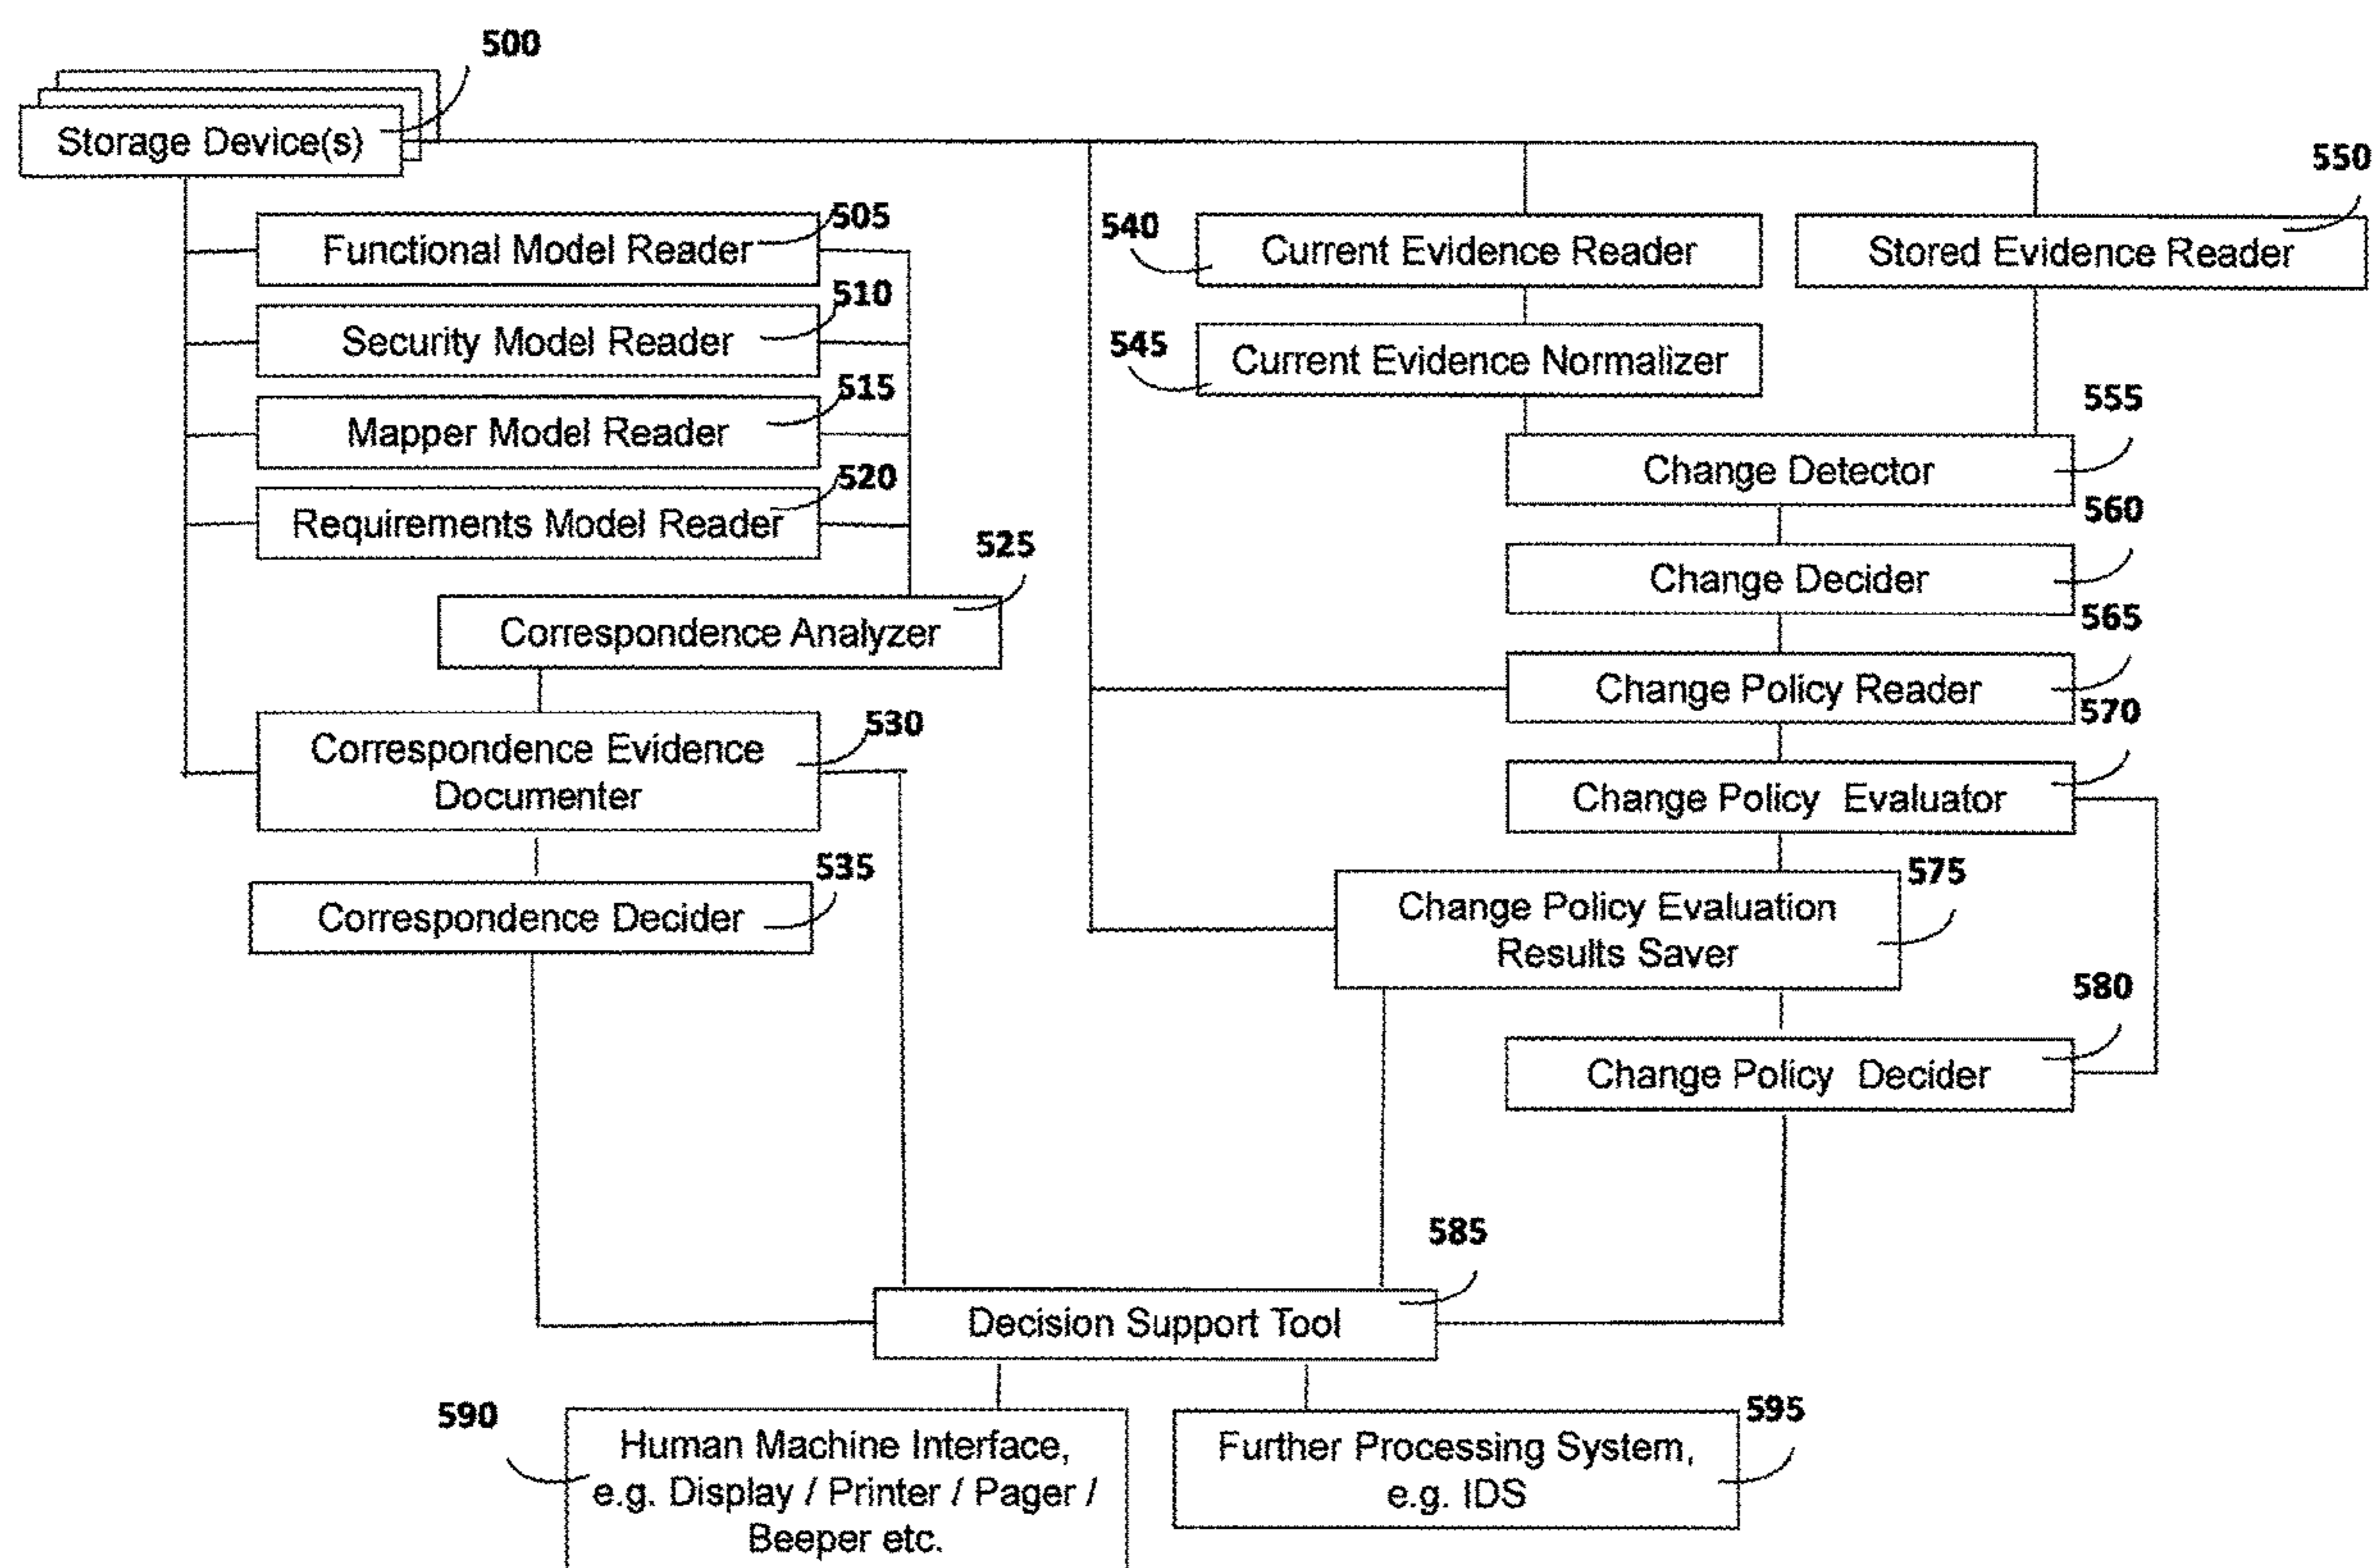 500
Storage Device(s)
550
505
Functional Model Reader
540
Current Evidence Reader
Stored Evidence Reader
510
Security Model Reader
545
Current Evidence Normalizer
515
Mapper Model Reader
555
Change Detector
520
Requirements Model Reader
560
Change Decider
525
Correspondence Analyzer
565
Change Policy Reader
530
Correspondence Evidence
Documenter
570
Change Policy Evaluator
535
Correspondence Decider
575
Change Policy Evaluation
Results Saver
580
Change Policy Decider
585
Decision Support Tool
590
Human Machine Interface,
e.g. Display / Printer / Pager /
Beeper etc.
595
Further Processing System,
e.g. IDS